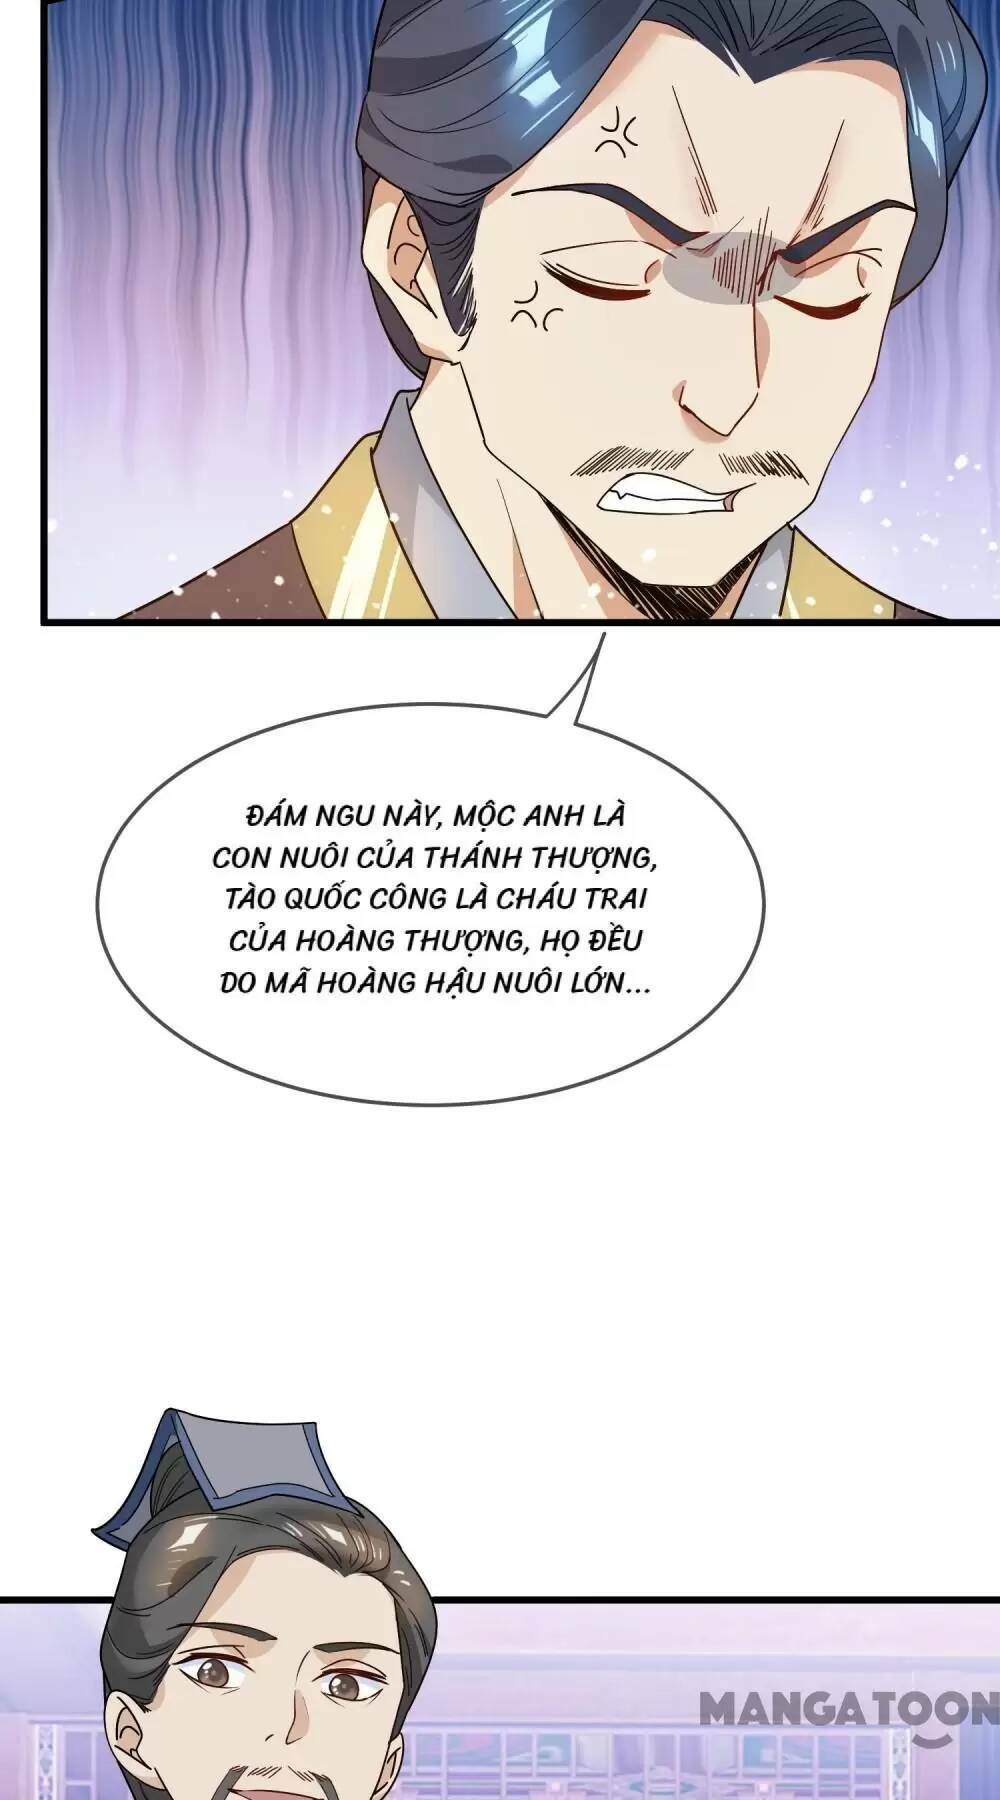 ĐÁM NGU NÀY, MỘC ANH LÀ
CON NUÔI CỦA THÁNH THƯỢNG,
TÀO QUỐC CÔNG LÀ CHÁU TRAI
CỦA HOÀNG THƯỢNG, HỌ ĐỀU
DO MÃ HOÀNG HẬU NUÔI LỚN...
MANGATOON